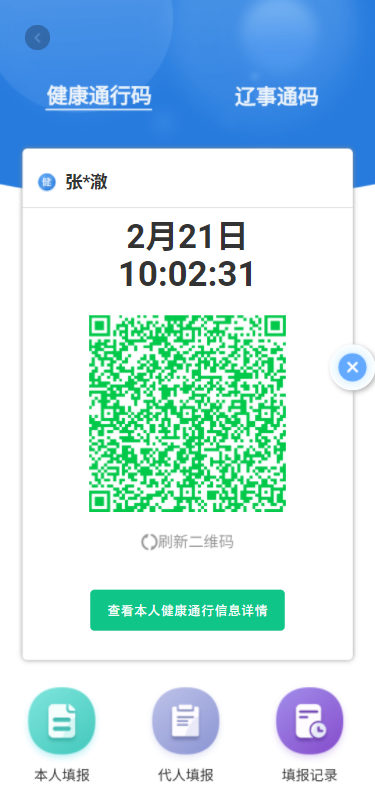 健康通行码
辽事通码
健
张*澈
2月21日
10:02:31
刷新二维码
查看本人健康通行信息详情
本人填报
代人填报
填报记录